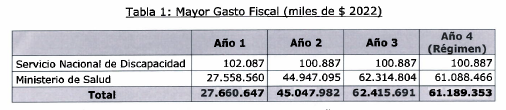 Tabla 1: Mayor Gasto Fiscal (miles de $ 2022)
Año 1 Año 2 Año 3 Año 4 (Régimen)
Servicio Nacional de Discapacidad 102.087 100.887 100.887 100.887
Ministerio de Salud 27.558.560 44.947.095 62.314.804 61.088.466
Total 27.660.647 45.047.982 62.415.691 61.189.353